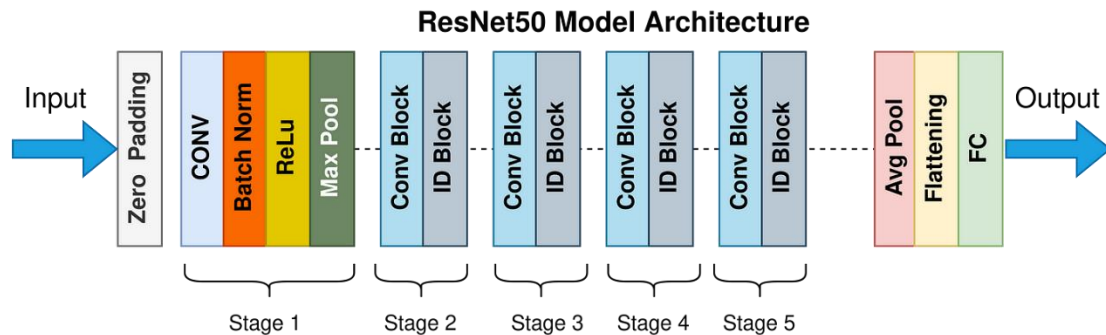 ResNet50 Model Architecture
Input
Zero Padding
CONV
Batch Norm
ReLu
Max Pool
Conv Block
ID Block
Conv Block
ID Block
Conv Block
ID Block
Conv Block
ID Block
Avg Pool
Flattening
FC
Output
Stage 1
Stage 2
Stage 3
Stage 4
Stage 5